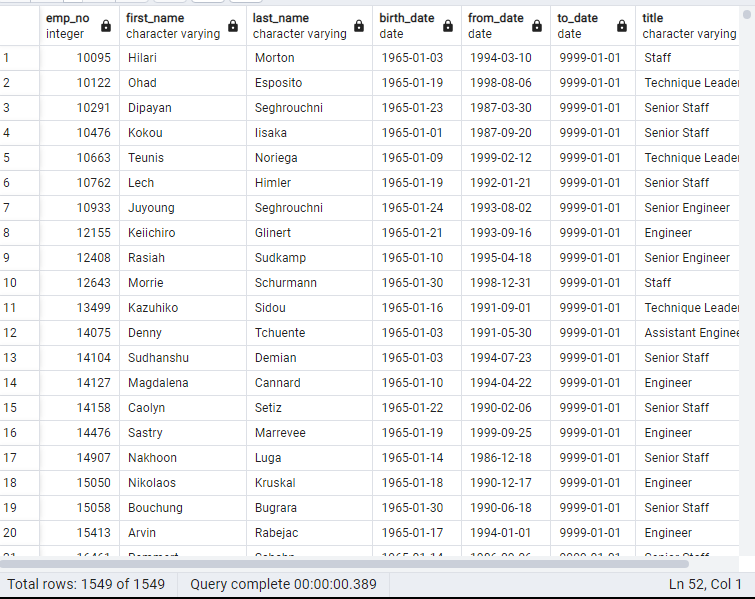 emp_no first_name last_name birth_date from_date to_date title
integer character varying character varying date date date character varying
1 10095 Hilari Morton 1965-01-03 1994-03-10 9999-01-01 Staff
2 10122 Ohad Esposito 1965-01-19 1998-08-06 9999-01-01 Technique Leader
3 10291 Dipayan Seghrouchni 1965-01-23 1987-03-30 9999-01-01 Senior Staff
4 10476 Kokou Iisaka 1965-01-01 1987-09-20 9999-01-01 Senior Staff
5 10663 Teunis Noriega 1965-01-09 1999-02-12 9999-01-01 Technique Leader
6 10762 Lech Himler 1965-01-19 1992-01-21 9999-01-01 Senior Staff
7 10933 Juyoung Seghrouchni 1965-01-24 1993-08-02 9999-01-01 Senior Engineer
8 12155 Keiichiro Glinert 1965-01-21 1993-09-16 9999-01-01 Engineer
9 12408 Rasiah Sudkamp 1965-01-10 1995-04-18 9999-01-01 Senior Engineer
10 12643 Morrie Schurmann 1965-01-30 1998-12-31 9999-01-01 Staff
11 13499 Kazuhiko Sidou 1965-01-16 1991-09-01 9999-01-01 Technique Leader
12 14075 Denny Tchuente 1965-01-03 1991-05-30 9999-01-01 Assistant Enginee
13 14104 Sudhanshu Demian 1965-01-03 1994-07-23 9999-01-01 Senior Staff
14 14127 Magdalena Cannard 1965-01-10 1994-04-22 9999-01-01 Engineer
15 14158 Caolyn Setiz 1965-01-22 1990-02-06 9999-01-01 Senior Staff
16 14476 Sastry Marrevee 1965-01-19 1999-09-25 9999-01-01 Engineer
17 14907 Nakhoon Luga 1965-01-14 1986-12-18 9999-01-01 Senior Staff
18 15050 Nikolaos Kruskal 1965-01-18 1990-12-17 9999-01-01 Engineer
19 15058 Bouchung Bugrara 1965-01-30 1990-06-18 9999-01-01 Senior Staff
20 15413 Arvin Rabejac 1965-01-17 1994-01-01 9999-01-01 Engineer
Total rows: 1549 of 1549 Query complete 00:00:00.389 Ln 52, Col 1